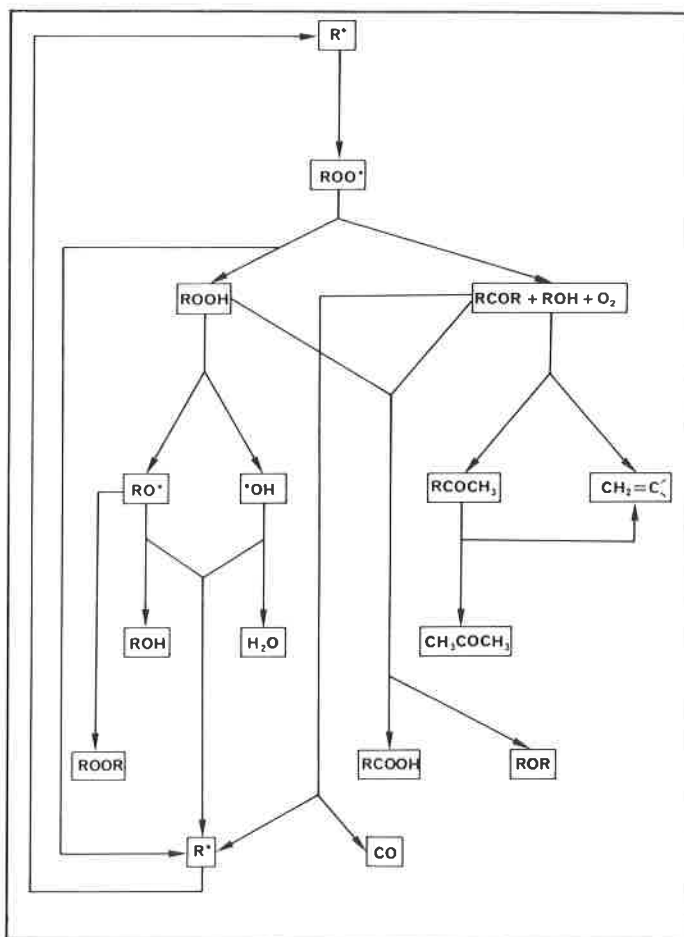 R•
ROO•
ROOH
RCOR + ROH + O₂
RO•
•OH
RCOCH₃
CH₂=C
ROH
H₂O
CH₃COCH₃
ROOR
RCOOH
ROR
R•
CO